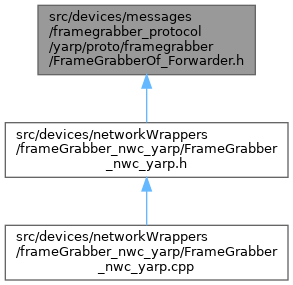 src/devices/messages
/framegrabber_protocol
/yarp/proto/framegrabber
/FrameGrabberOf_Forwarder.h
src/devices/networkWrappers
/frameGrabber_nwc_yarp/FrameGrabber
_nwc_yarp.h
src/devices/networkWrappers
/frameGrabber_nwc_yarp/FrameGrabber
_nwc_yarp.cpp